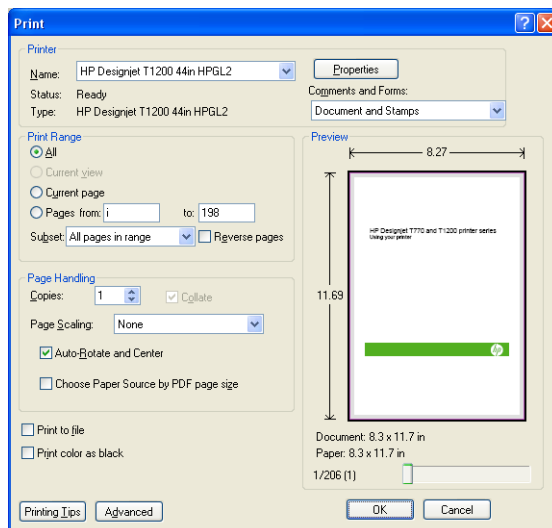 Print
Printer
Name: HP Designjet T1200 44in HPGL2 Properties
Status: Ready Comments and Forms:
Type: HP Designjet T1200 44in HPGL2 Document and Stamps
Print Range
All
Current view
Current page
Pages from: i to: 198
Subset: All pages in range Reverse pages
Page Handling
Copies: 1 Collate
Page Scaling: None
Auto-Rotate and Center
Choose Paper Source by PDF page size
Print to file
Print color as black
Preview
8.27
11.69
HP Designjet T770 and T1200 printer series
Using your printer
hp
Document: 8.3 x 11.7 in
Paper: 8.3 x 11.7 in
1/206 (1)
Printing Tips Advanced OK Cancel